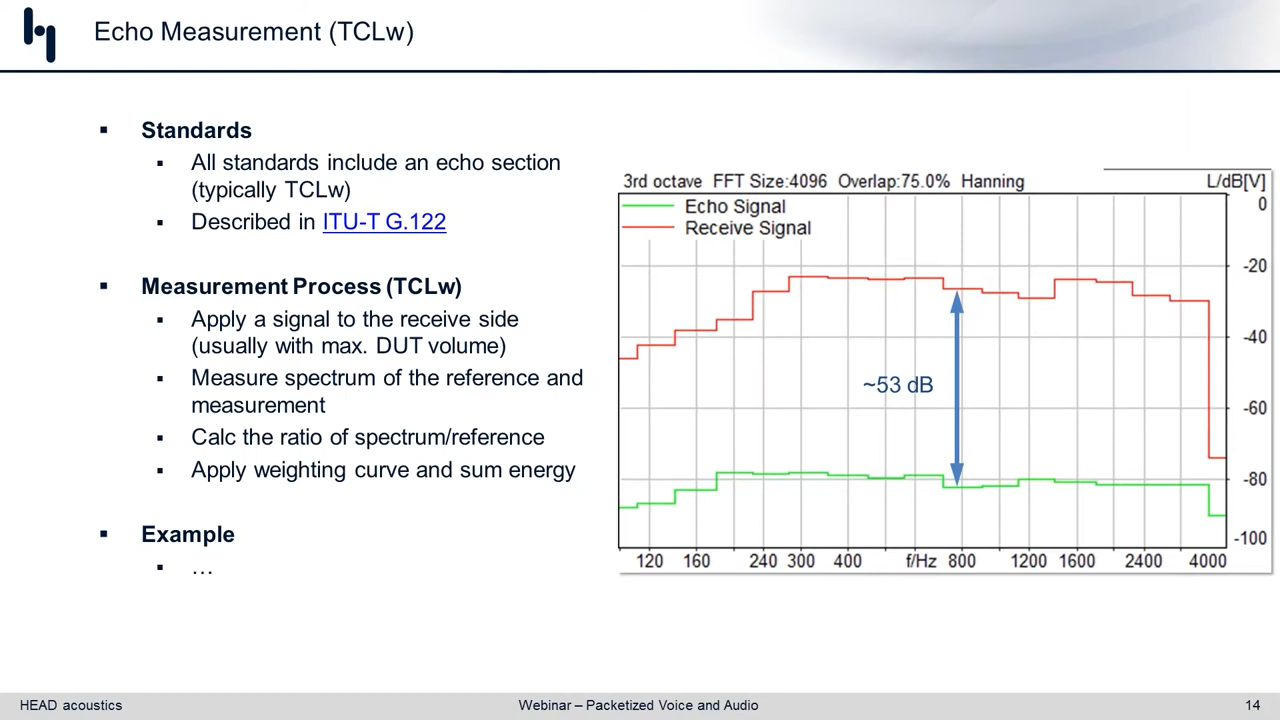 Echo Measurement (TCLw)
Standards
All standards include an echo section
(typically TCLw)
Described in ITU-T G.122
Measurement Process (TCLw)
Apply a signal to the receive side
(usually with max. DUT volume)
Measure spectrum of the reference and
measurement
Calc the ratio of spectrum/reference
Apply weighting curve and sum energy
Example
…
3rd octave FFT Size:4096 Overlap:75.0% Hanning L/dB[V]
Echo Signal
Receive Signal
0
-20
-40
~53 dB
-60
-80
-100
120 160 240 300 400 f/Hz 800 1200 1600 2400 4000
HEAD acoustics Webinar – Packetized Voice and Audio 14